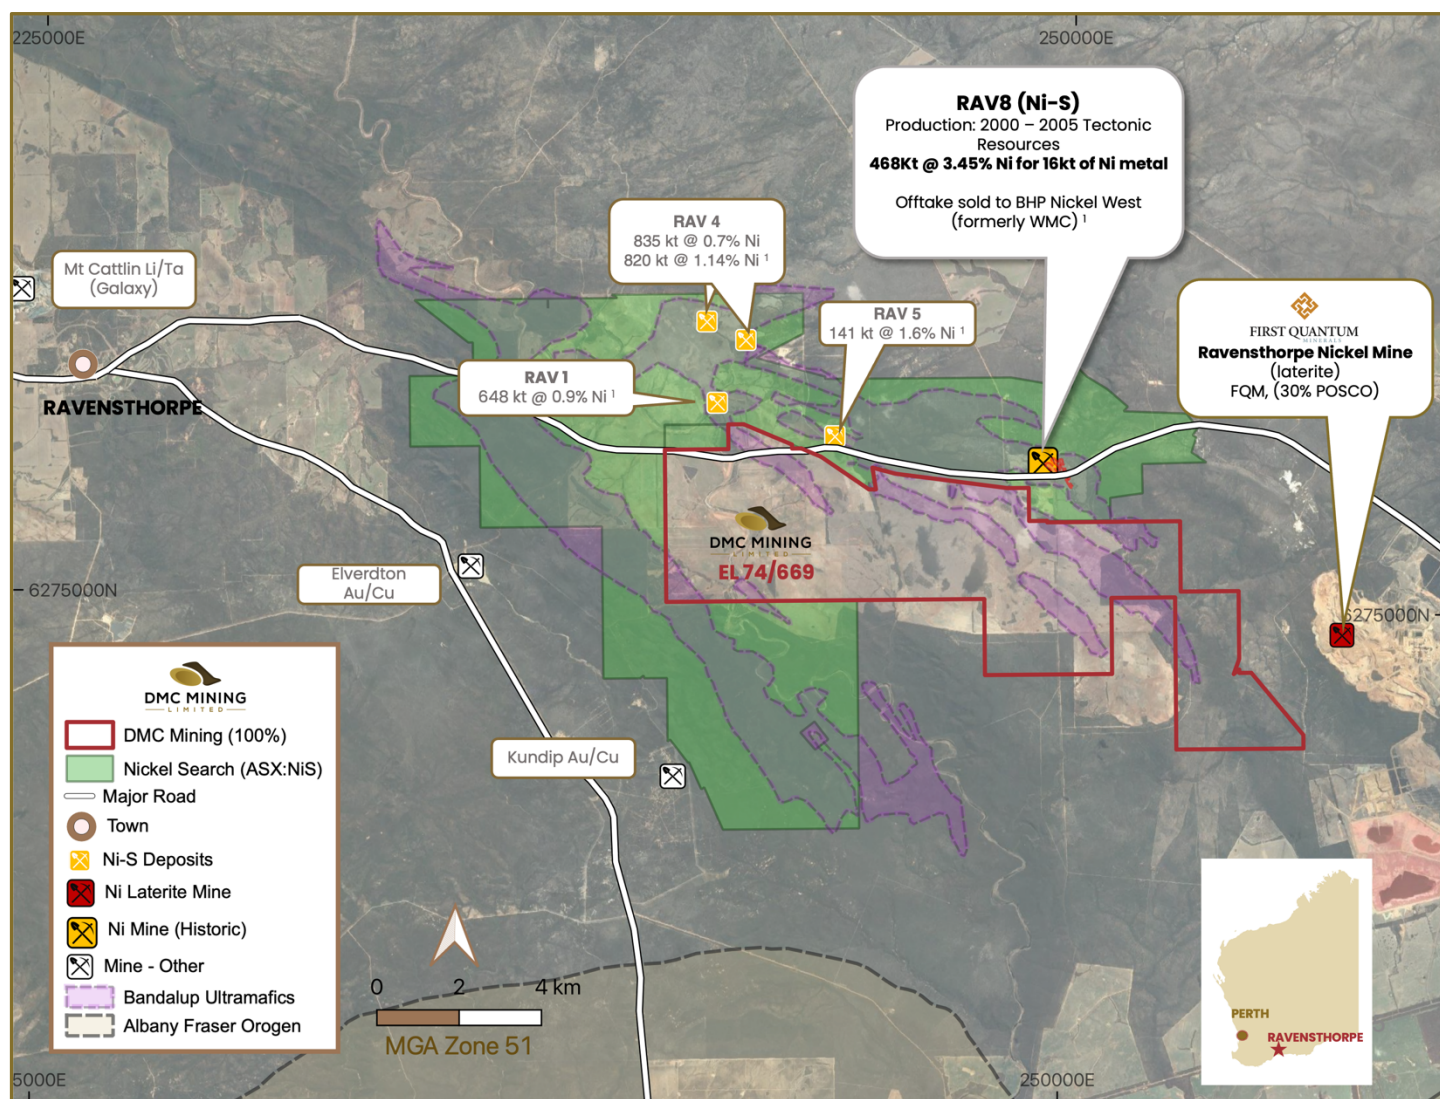 225000E
250000E
RAV8 (Ni-S)
Production: 2000 – 2005 Tectonic
Resources
468Kt @ 3.45% Ni for 16kt of Ni metal
Offtake sold to BHP Nickel West
(formerly WMC) 1
RAV 4
835 kt @ 0.7% Ni
820 kt @ 1.14% Ni 1
Mt Cattlin Li/Ta
(Galaxy)
RAV 5
141 kt @ 1.6% Ni 1
FIRST QUANTUM
MINERALS
Ravensthorpe Nickel Mine
(laterite)
FQM, (30% POSCO)
RAV 1
648 kt @ 0.9% Ni 1
RAVENSTHORPE
DMC MINING
LIMITED
EL 74/669
Elverdton
Au/Cu
6275000N
6275000N
Kundip Au/Cu
DMC MINING
LIMITED
DMC Mining (100%)
Nickel Search (ASX:NiS)
Major Road
Town
Ni-S Deposits
Ni Laterite Mine
Ni Mine (Historic)
Mine - Other
Bandalup Ultramafics
Albany Fraser Orogen
0 2 4 km
MGA Zone 51
PERTH
RAVENSTHORPE
5000E
250000E